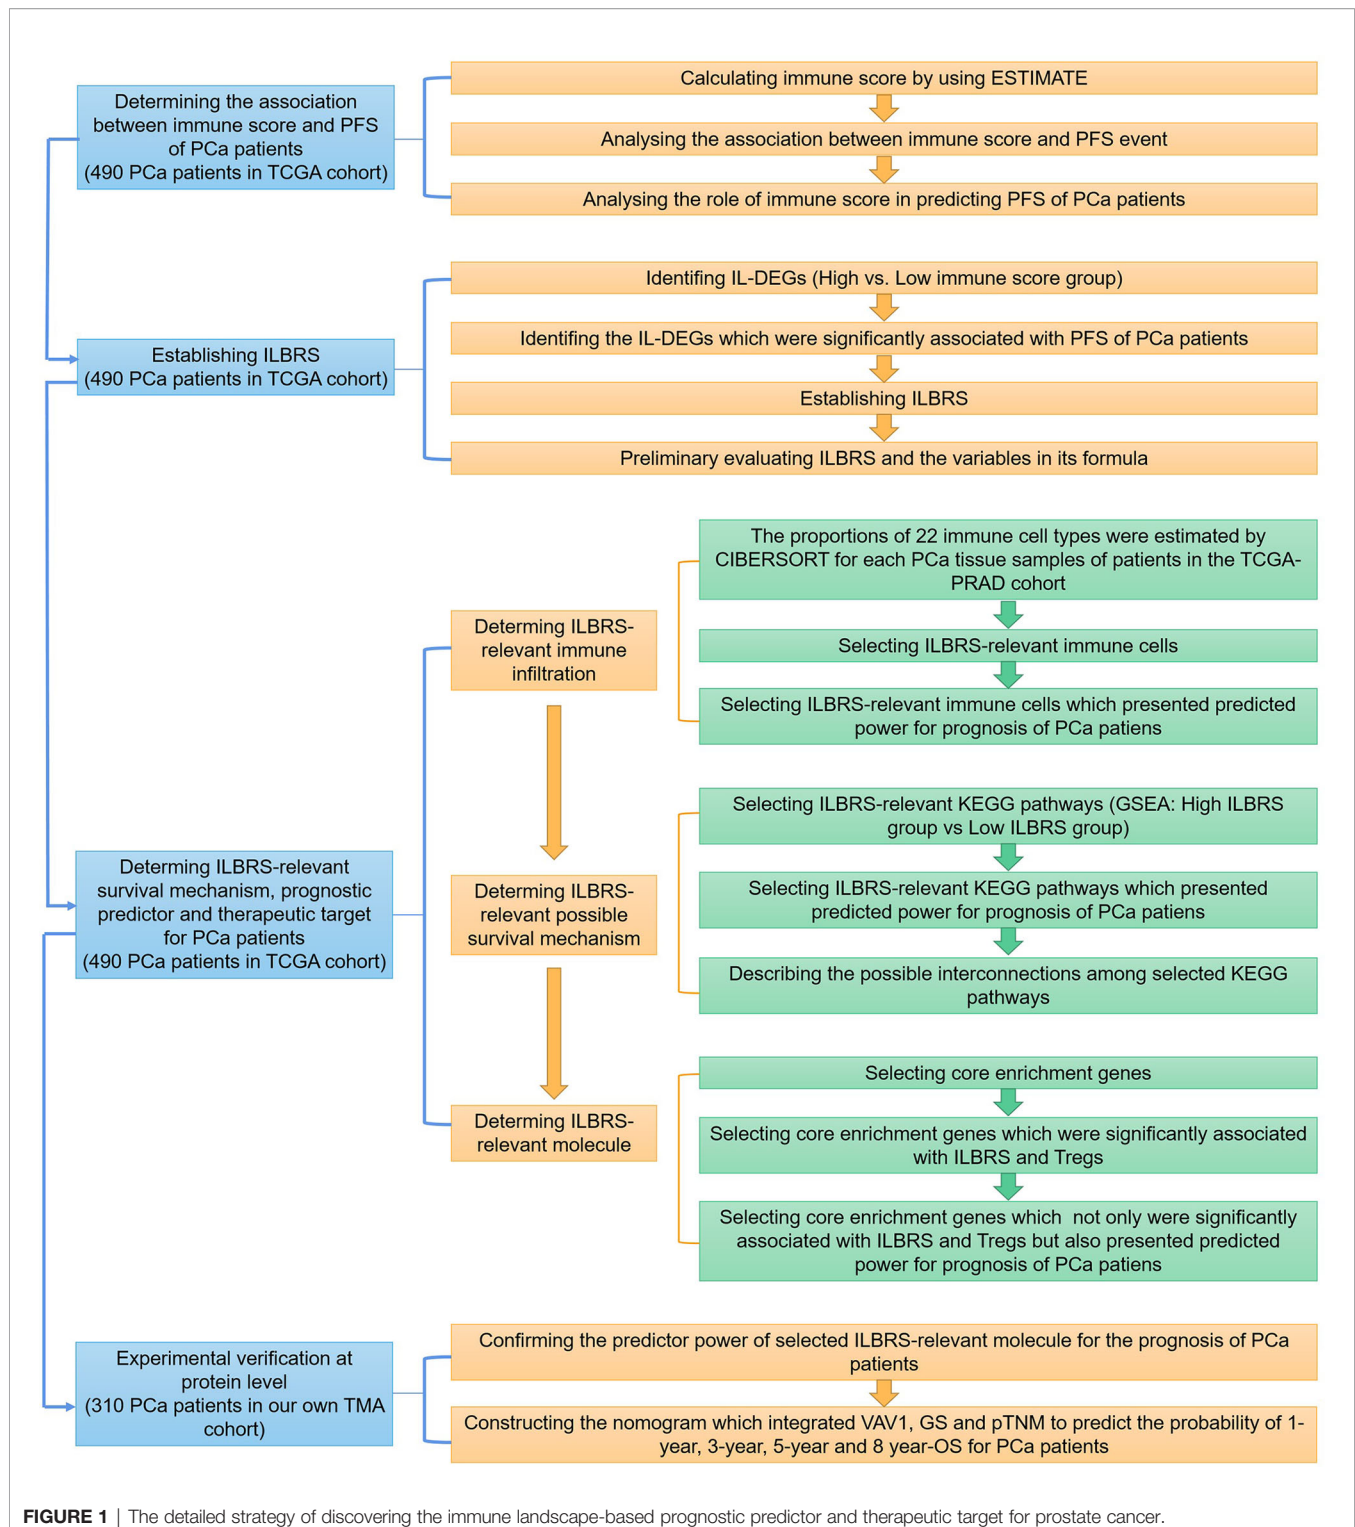 Determining the association
between immune score and PFS
of PCa patients
(490 PCa patients in TCGA cohort)
Calculating immune score by using ESTIMATE
Analysing the association between immune score and PFS event
Analysing the role of immune score in predicting PFS of PCa patients
Establishing ILBRS
(490 PCa patients in TCGA cohort)
Identifing IL-DEGs (High vs. Low immune score group)
Identifing the IL-DEGs which were significantly associated with PFS of PCa patients
Establishing ILBRS
Preliminary evaluating ILBRS and the variables in its formula
Determing ILBRS-relevant
survival mechanism, prognostic
predictor and therapeutic target
for PCa patients
(490 PCa patients in TCGA cohort)
Determing ILBRS-
relevant immune
infiltration
The proportions of 22 immune cell types were estimated by
CIBERSORT for each PCa tissue samples of patients in the TCGA-
PRAD cohort
Selecting ILBRS-relevant immune cells
Selecting ILBRS-relevant immune cells which presented predicted
power for prognosis of PCa patiens
Determing ILBRS-
relevant possible
survival mechanism
Selecting ILBRS-relevant KEGG pathways (GSEA: High ILBRS
group vs Low ILBRS group)
Selecting ILBRS-relevant KEGG pathways which presented
predicted power for prognosis of PCa patiens
Describing the possible interconnections among selected KEGG
pathways
Determing ILBRS-
relevant molecule
Selecting core enrichment genes
Selecting core enrichment genes which were significantly associated
with ILBRS and Tregs
Selecting core enrichment genes which  not only were significantly
associated with ILBRS and Tregs but also presented predicted
power for prognosis of PCa patiens
Experimental verification at
protein level
(310 PCa patients in our own TMA
cohort)
Confirming the predictor power of selected ILBRS-relevant molecule for the prognosis of PCa
patients
Constructing the nomogram which integrated VAV1, GS and pTNM to predict the probability of 1-
year, 3-year, 5-year and 8 year-OS for PCa patients
FIGURE 1 | The detailed strategy of discovering the immune landscape-based prognostic predictor and therapeutic target for prostate cancer.